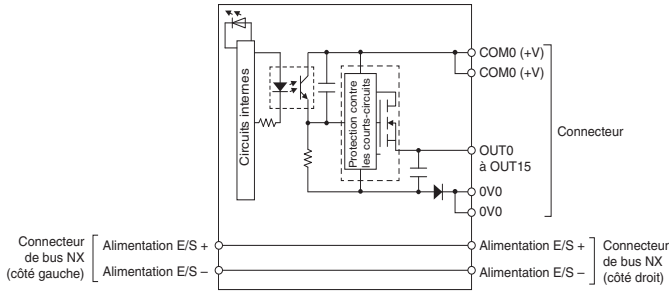 Circuits internes
Protection contre
les courts-circuits
COM0 (+V)
COM0 (+V)
OUT0
à OUT15
0V0
0V0
Connecteur
Connecteur
de bus NX
(côté gauche)
Alimentation E/S +
Alimentation E/S –
Alimentation E/S +
Alimentation E/S –
Connecteur
de bus NX
(côté droit)